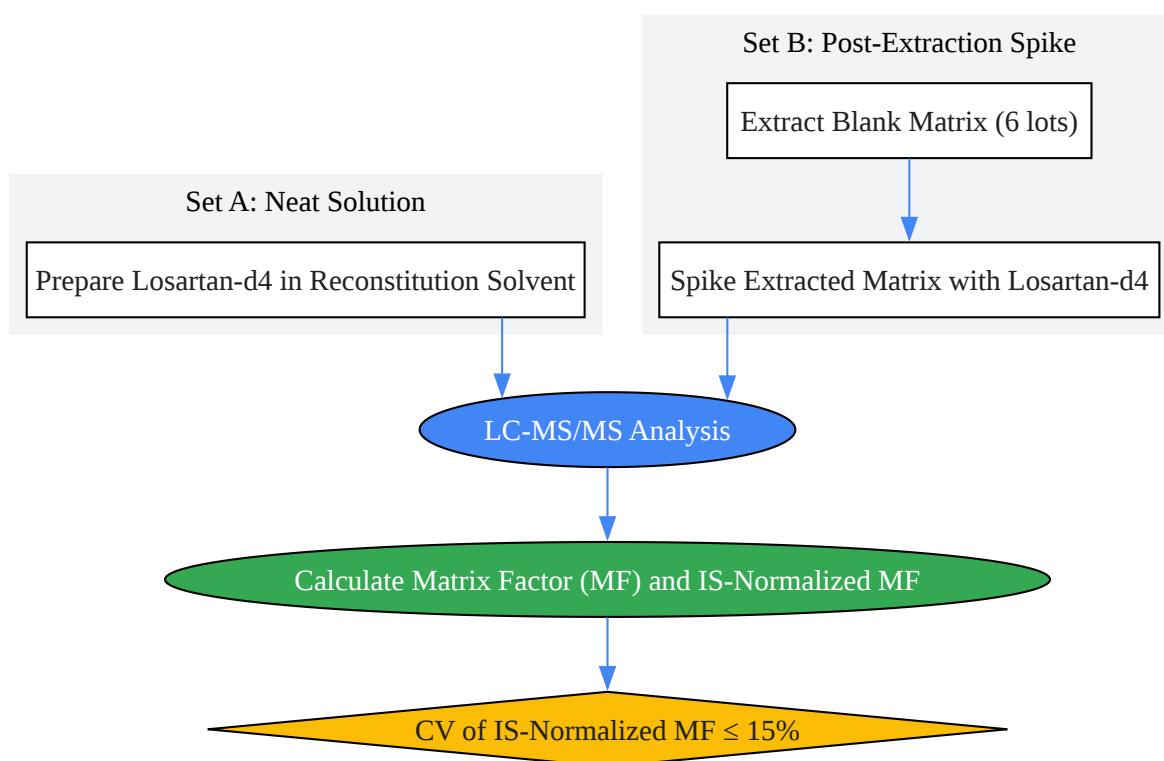 Set A: Neat Solution
Prepare Losartan-d4 in Reconstitution Solvent
Set B: Post-Extraction Spike
Extract Blank Matrix (6 lots)
Spike Extracted Matrix with Losartan-d4
LC-MS/MS Analysis
Calculate Matrix Factor (MF) and IS-Normalized MF
CV of IS-Normalized MF ≤ 15%